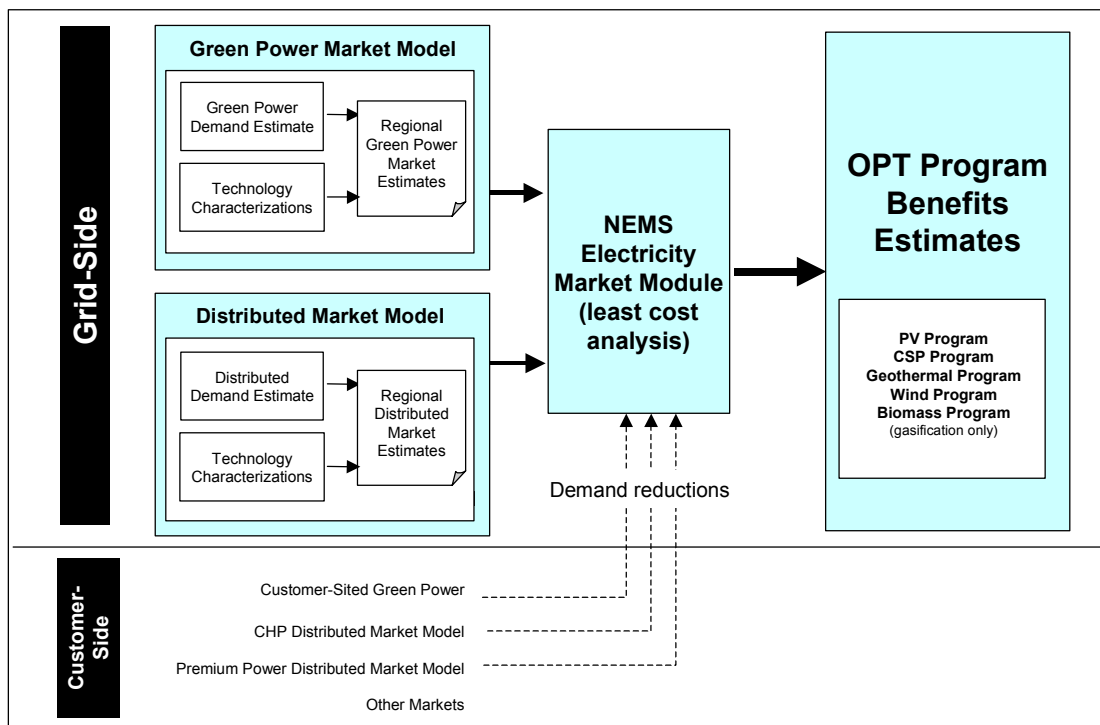 Grid-Side
Green Power Market Model
Green Power
Demand Estimate
Technology
Characterizations
Regional
Green Power
Market
Estimates
Distributed Market Model
Distributed
Demand Estimate
Technology
Characterizations
Regional
Distributed
Market
Estimates
NEMS
Electricity
Market Module
(least cost
analysis)
OPT Program
Benefits
Estimates
PV Program
CSP Program
Geothermal Program
Wind Program
Biomass Program
(gasification only)
Demand reductions
Customer-
Side
Customer-Sited Green Power
CHP Distributed Market Model
Premium Power Distributed Market Model
Other Markets